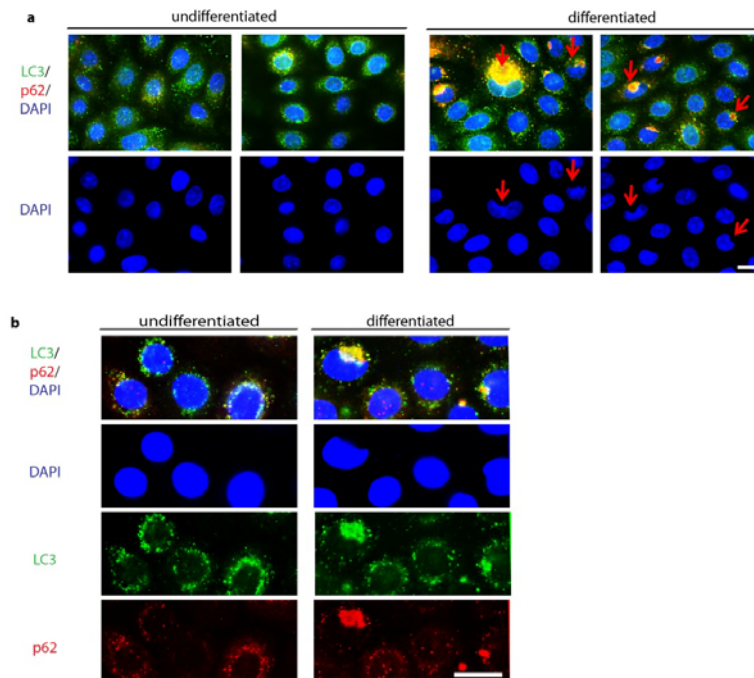 undifferentiated differentiated
a
LC3/
p62/
DAPI
DAPI
b
undifferentiated differentiated
LC3/
p62/
DAPI
DAPI
LC3
p62